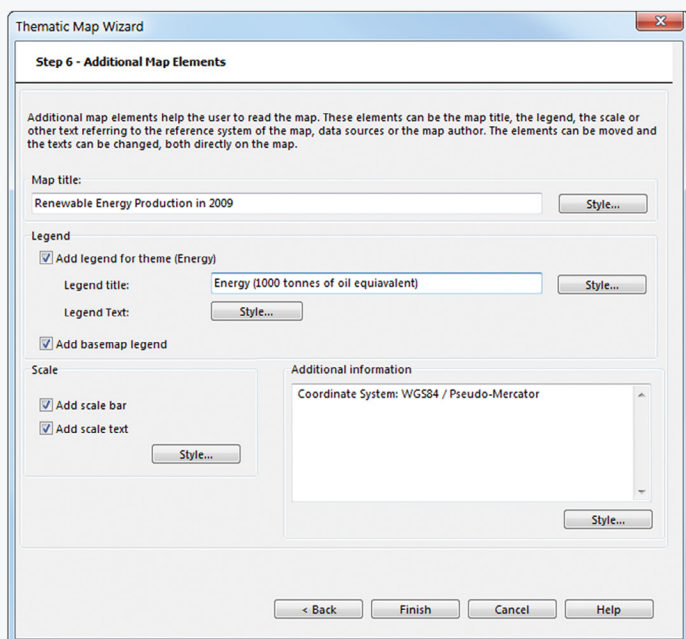 Thematic Map Wizard
Step 6 - Additional Map Elements
Additional map elements help the user to read the map. These elements can be the map title, the legend, the scale or
other text referring to the reference system of the map, data sources or the map author. The elements can be moved and
the texts can be changed, both directly on the map.
Map title:
Renewable Energy Production in 2009
Style...
Legend
Add legend for theme (Energy)
Legend title:
Energy (1000 tonnes of oil equiavalent)
Style...
Legend Text:
Style...
Add basemap legend
Scale
Add scale bar
Add scale text
Style...
Additional information
Coordinate System: WGS84 / Pseudo-Mercator
Style...
< Back
Finish
Cancel
Help